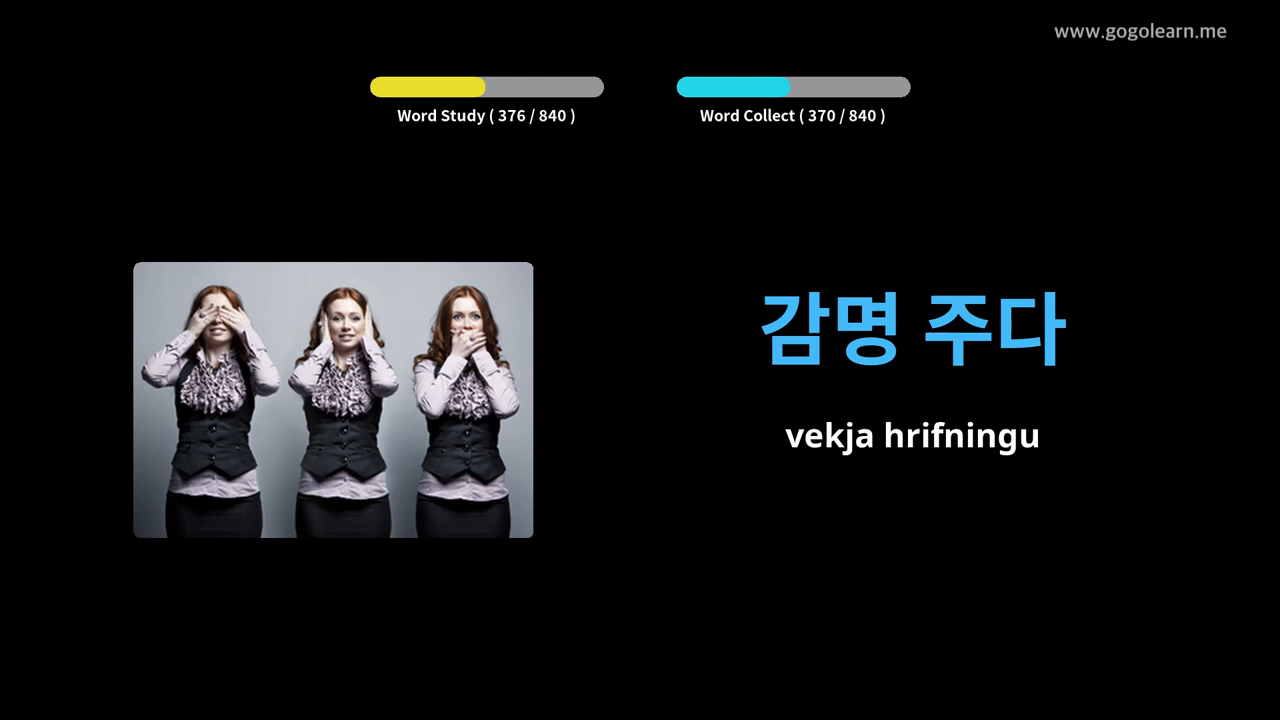 www.gogolearn.me
Word Study ( 376 / 840 )
Word Collect ( 370 / 840 )
감명 주다
vekja hrifningu